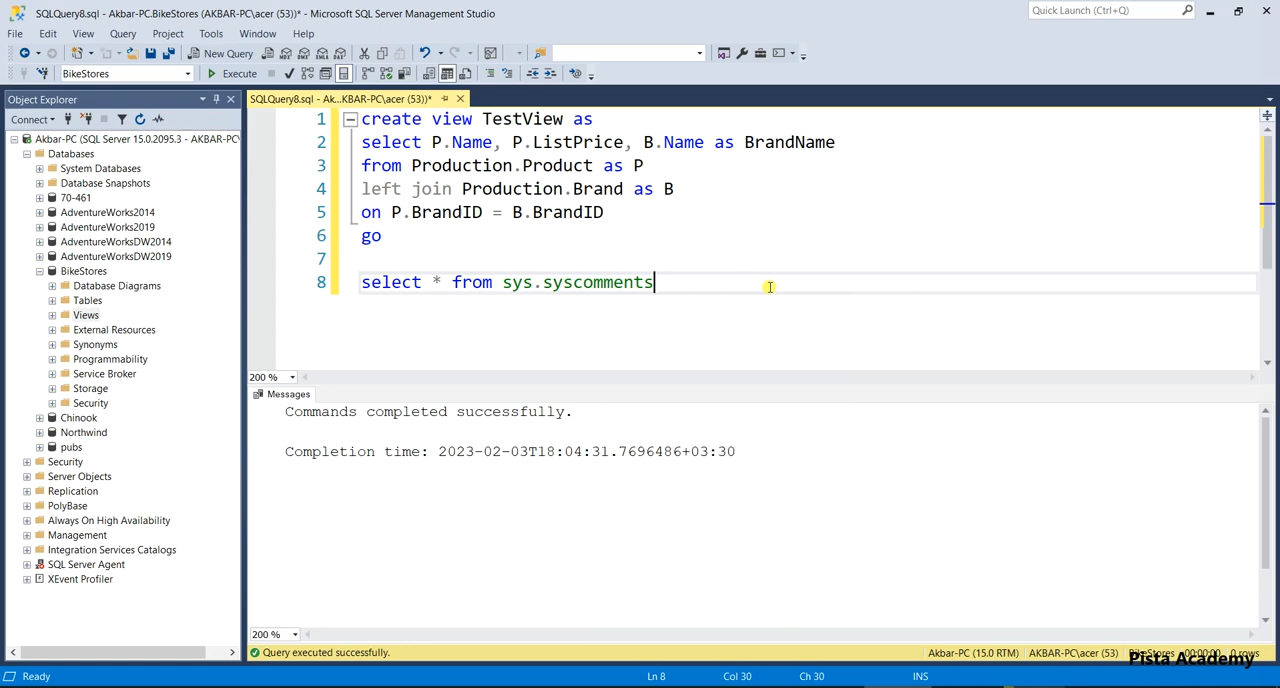 SQLQuery8.sql - Akbar-PC.BikeStores (AKBAR-PC\acer (53))* - Microsoft SQL Server Management Studio
Quick Launch (Ctrl+Q)
File Edit View Query Project Tools Window Help
New Query
BikeStores
Execute
Object Explorer
SQLQuery8.sql - Ak...KBAR-PC\acer (53))*
Connect
Akbar-PC (SQL Server 15.0.2095.3 - AKBAR-PC\
Databases
System Databases
Database Snapshots
70-461
AdventureWorks2014
AdventureWorks2019
AdventureWorksDW2014
AdventureWorksDW2019
BikeStores
Database Diagrams
Tables
Views
External Resources
Synonyms
Programmability
Service Broker
Storage
Security
Chinook
Northwind
pubs
Security
Server Objects
Replication
PolyBase
Always On High Availability
Management
Integration Services Catalogs
SQL Server Agent
XEvent Profiler
1 create view TestView as
2 select P.Name, P.ListPrice, B.Name as BrandName
3 from Production.Product as P
4 left join Production.Brand as B
5 on P.BrandID = B.BrandID
6 go
7
8 select * from sys.syscomments
200 %
Messages
Commands completed successfully.
Completion time: 2023-02-03T18:04:31.7696486+03:30
200 %
Query executed successfully.
Akbar-PC (15.0 RTM) AKBAR-PC\acer (53) BikeStores 00:00:00 0 rows
Pista Academy
Ready
Ln 8
Col 30
Ch 30
INS